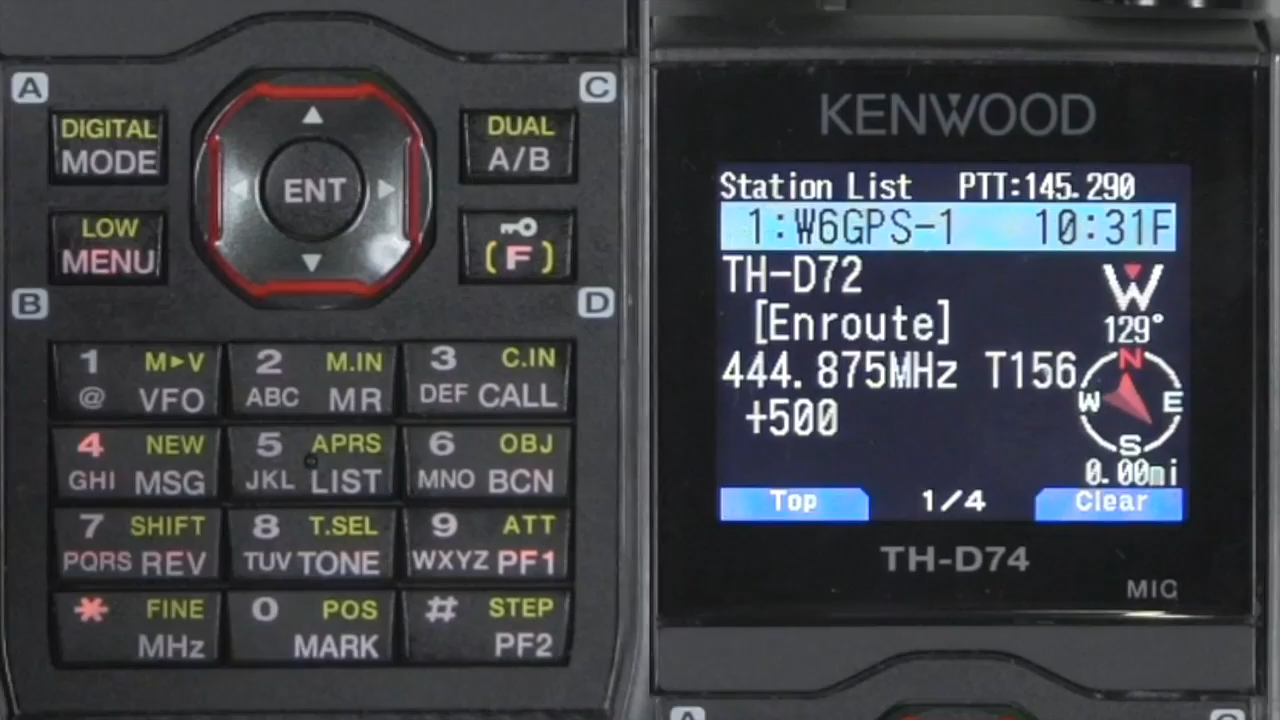 A
C
DIGITAL
MODE
ENT
DUAL
A/B
LOW
MENU
(F)
B
D
1 M►V
@ VFO
2 M.IN
ABC MR
3 C.IN
DEF CALL
4 NEW
GHI MSG
5 APRS
JKL LIST
6 OBJ
MNO BCN
7 SHIFT
PQRS REV
8 T.SEL
TUV TONE
9 ATT
WXYZ PF1
* FINE
MHz
0 POS
MARK
# STEP
PF2
KENWOOD
Station List PTT:145.290
1:W6GPS-1 10:31F
TH-D72
W
[Enroute]
129°
444.875MHz T156.
N
W E
+500
S
0.00mi
Top 1/4 Clear
TH-D74
MIC
A